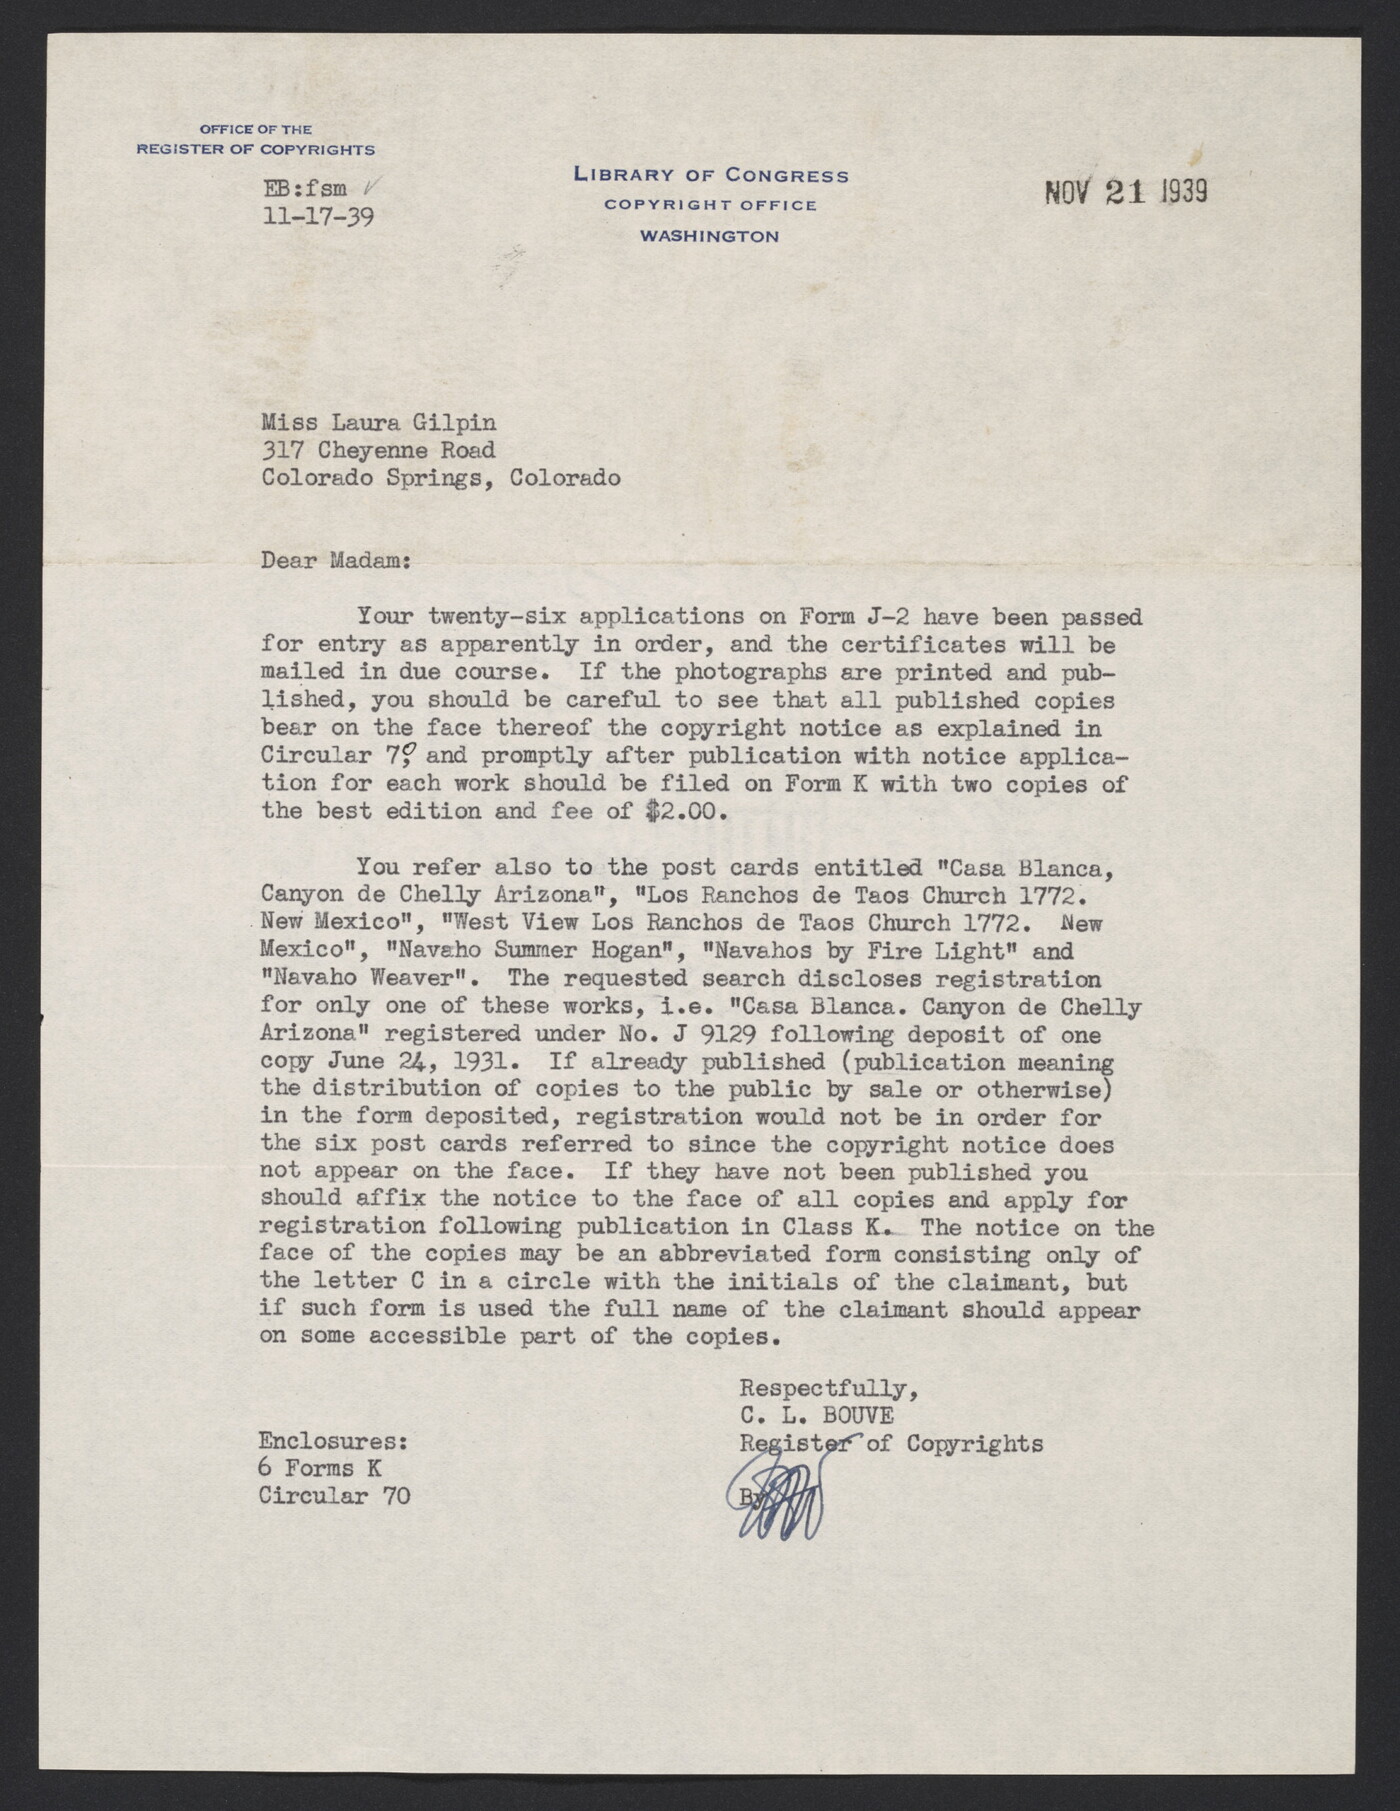 OFFICE OF THE
REGISTER OF COPYRIGHTS
EB:fsm
11-17-39
LIBRARY OF CONGRESS
COPYRIGHT OFFICE
WASHINGTON
NOV 21 1939
Miss Laura Gilpin
317 Cheyenne Road
Colorado Springs, Colorado
Dear Madam:
Your twenty-six applications on Form J-2 have been passed
for entry as apparently in order, and the certificates will be
mailed in due course. If the photographs are printed and pub-
lished, you should be careful to see that all published copies
bear on the face thereof the copyright notice as explained in
Circular 70, and promptly after publication with notice applica-
tion for each work should be filed on Form K with two copies of
the best edition and fee of $2.00.
You refer also to the post cards entitled "Casa Blanca,
Canyon de Chelly Arizona", "Los Ranchos de Taos Church 1772.
New Mexico", "West View Los Ranchos de Taos Church 1772. New
Mexico", "Navaho Summer Hogan", "Navahos by Fire Light" and
"Navaho Weaver". The requested search discloses registration
for only one of these works, i.e. "Casa Blanca. Canyon de Chelly
Arizona" registered under No. J 9129 following deposit of one
copy June 24, 1931. If already published (publication meaning
the distribution of copies to the public by sale or otherwise)
in the form deposited, registration would not be in order for
the six post cards referred to since the copyright notice does
not appear on the face. If they have not been published you
should affix the notice to the face of all copies and apply for
registration following publication in Class K. The notice on the
face of the copies may be an abbreviated form consisting only of
the letter C in a circle with the initials of the claimant, but
if such form is used the full name of the claimant should appear
on some accessible part of the copies.
Respectfully,
C. L. BOUVE
Register of Copyrights
By
Enclosures:
6 Forms K
Circular 70